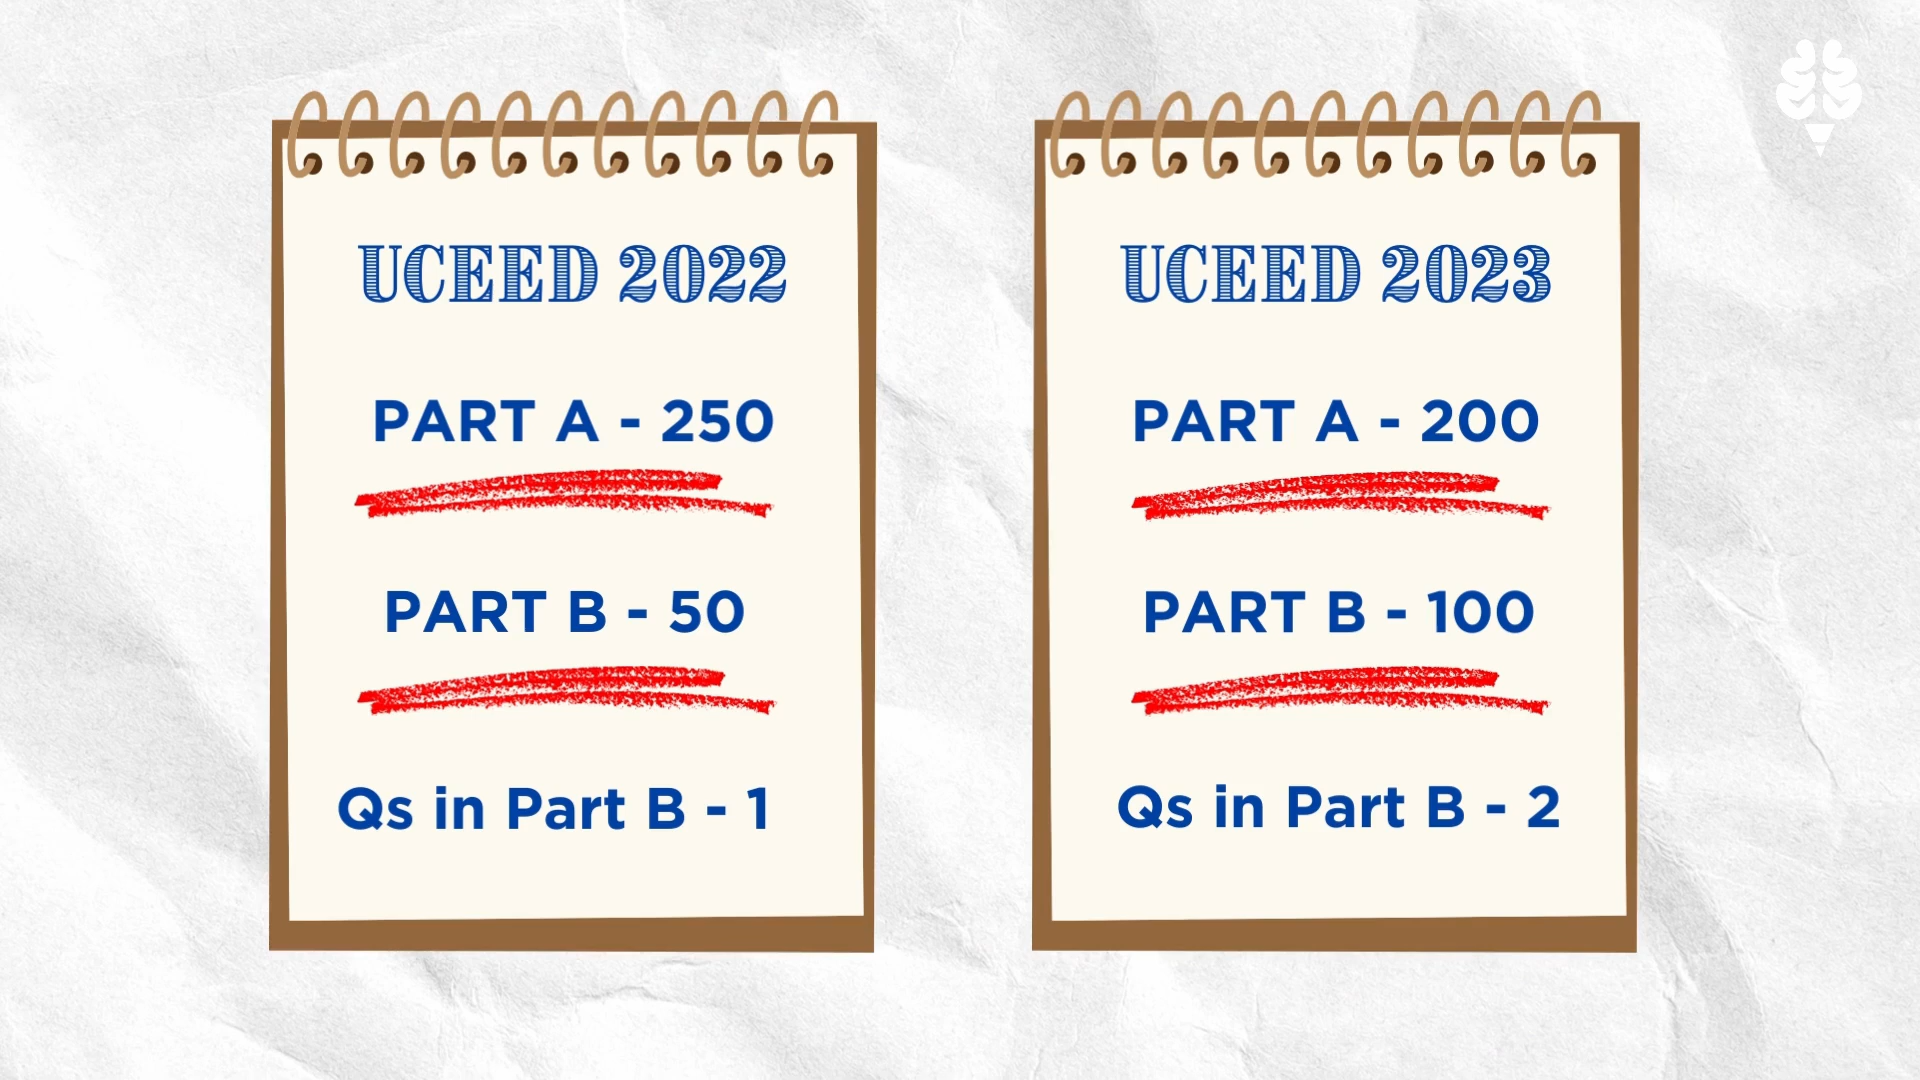 UCEED 2022
PART A - 250
PART B - 50
Qs in Part B - 1
UCEED 2023
PART A - 200
PART B - 100
Qs in Part B - 2